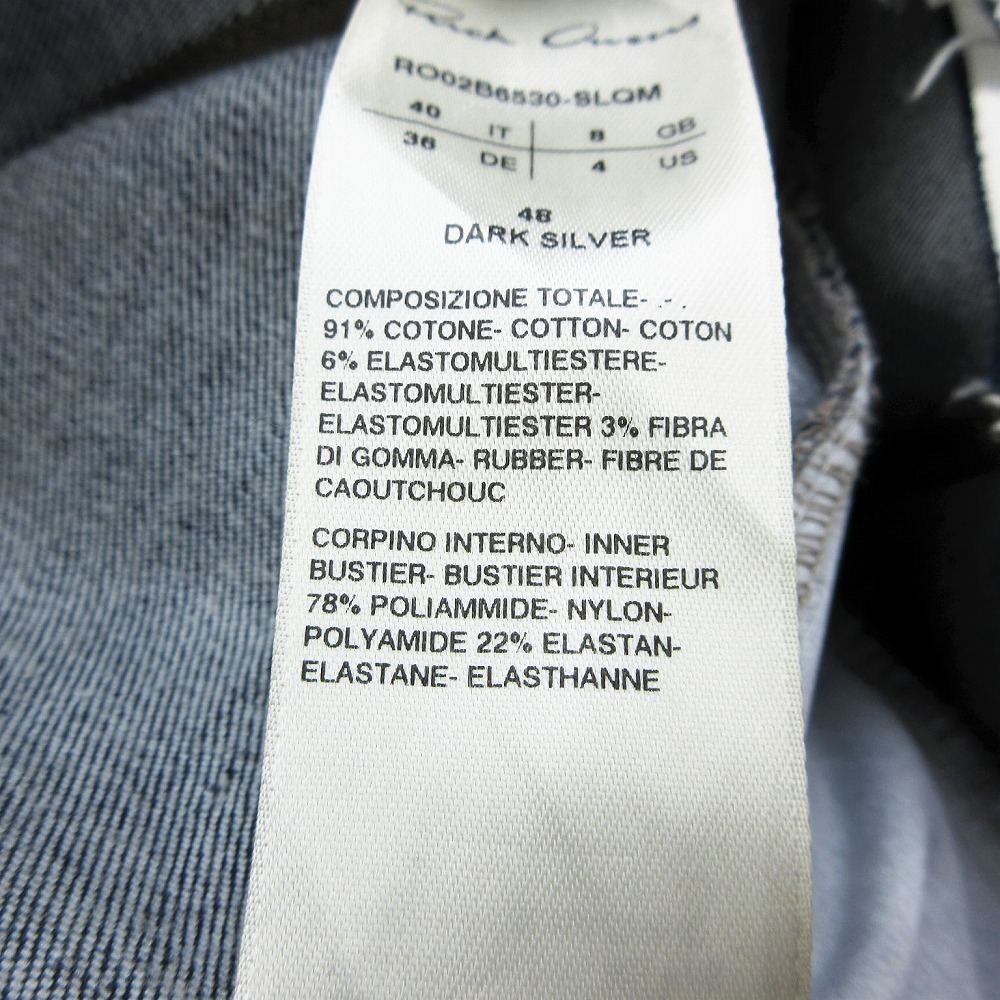 Rick Owens
RO02B6530-SLQM
40 IT 8 GB
36 DE 4 US
48
DARK SILVER
COMPOSIZIONE TOTALE- .- .
91% COTONE- COTTON- COTON
6% ELASTOMULTIESTERE-
ELASTOMULTIESTER-
ELASTOMULTIESTER 3% FIBRA
DI GOMMA- RUBBER- FIBRE DE
CAOUTCHOUC
CORPINO INTERNO- INNER
BUSTIER- BUSTIER INTERIEUR
78% POLIAMMIDE- NYLON-
POLYAMIDE 22% ELASTAN-
ELASTANE- ELASTHANNE